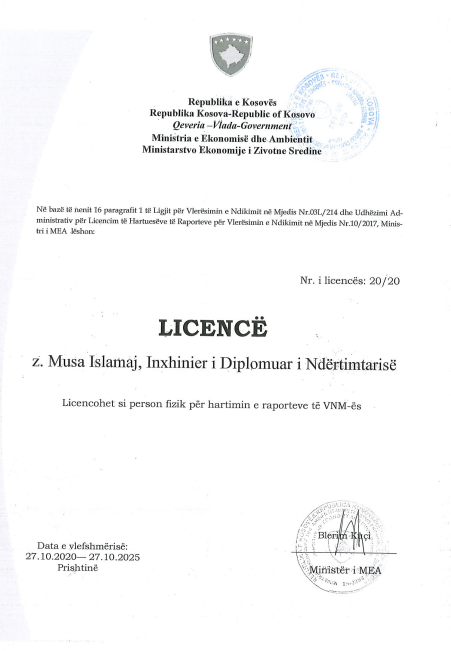 Republika e Kosovës
Republika Kosova-Republic of Kosovo
Qeveria –Vlada-Government
Ministria e Ekonomisë dhe Ambientit
Ministarstvo Ekonomije i Zivotne Sredine
Në bazë të nenit 16 paragrafit 1 të Ligjit për Vlerësimin e Ndikimit në Mjedis Nr.03L/214 dhe Udhëzimi Ad-
ministrativ për Licencim të Hartuesëve të Raporteve për Vlerësimin e Ndikimit në Mjedis Nr.10/2017, Minis-
tri i MEA lëshon:
Nr. i licencës: 20/20
LICENCË
z. Musa Islamaj, Inxhinier i Diplomuar i Ndërtimtarisë
Licencohet si person fizik për hartimin e raporteve të VNM-ës
Data e vlefshmërisë:
27.10.2020— 27.10.2025
Prishtinë
Blerim Kuçi
Ministër i MEA